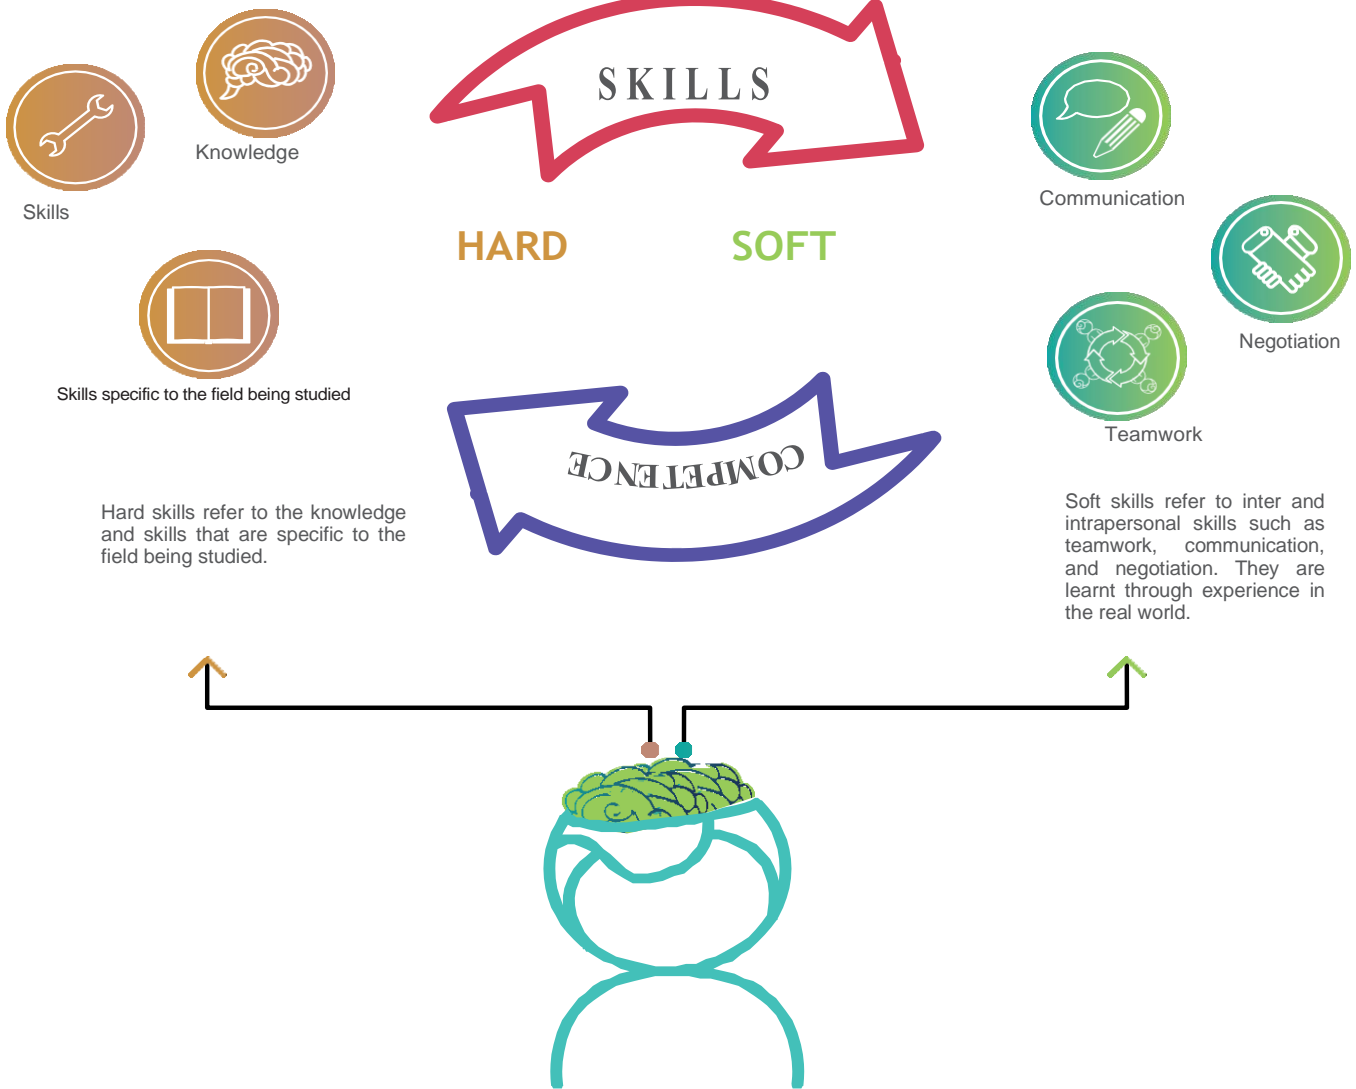 SKILLS
Knowledge
Skills
Communication
HARD
SOFT
Negotiation
Skills specific to the field being studied
Teamwork
COMPETENCE
Hard skills refer to the knowledge
and skills that are specific to the
field being studied.
Soft skills refer to inter and
intrapersonal skills such as
teamwork, communication,
and negotiation. They are
learnt through experience in
the real world.